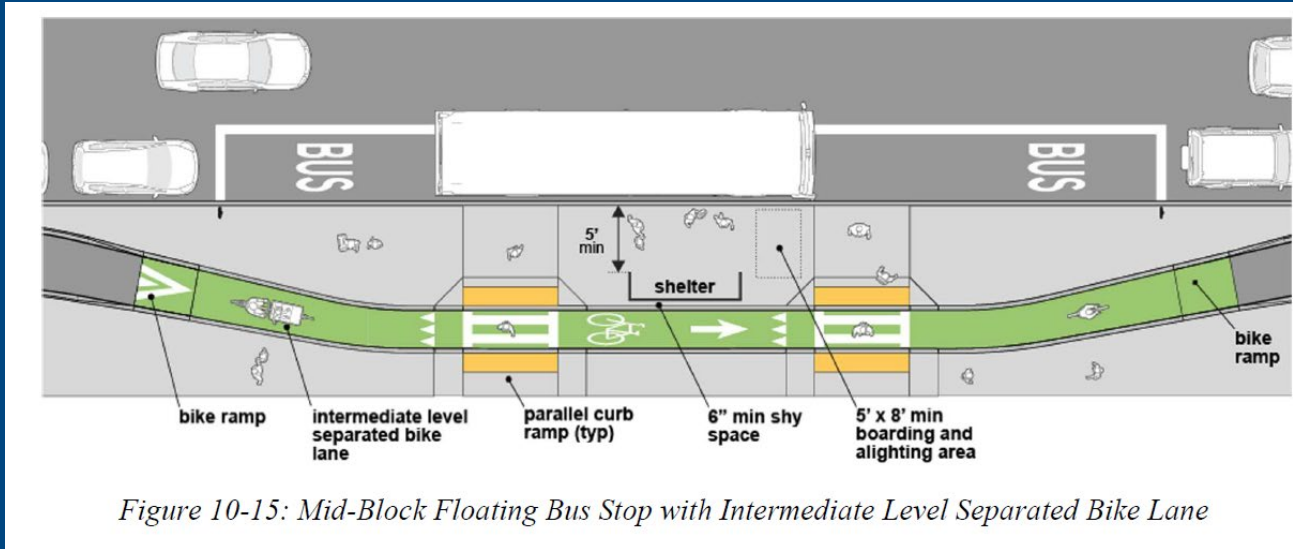 BUS
BUS
5’
min
shelter
bike ramp
intermediate level
separated bike
lane
parallel curb
ramp (typ)
6” min shy
space
5’ x 8’ min
boarding and
alighting area
bike
ramp
Figure 10-15: Mid-Block Floating Bus Stop with Intermediate Level Separated Bike Lane